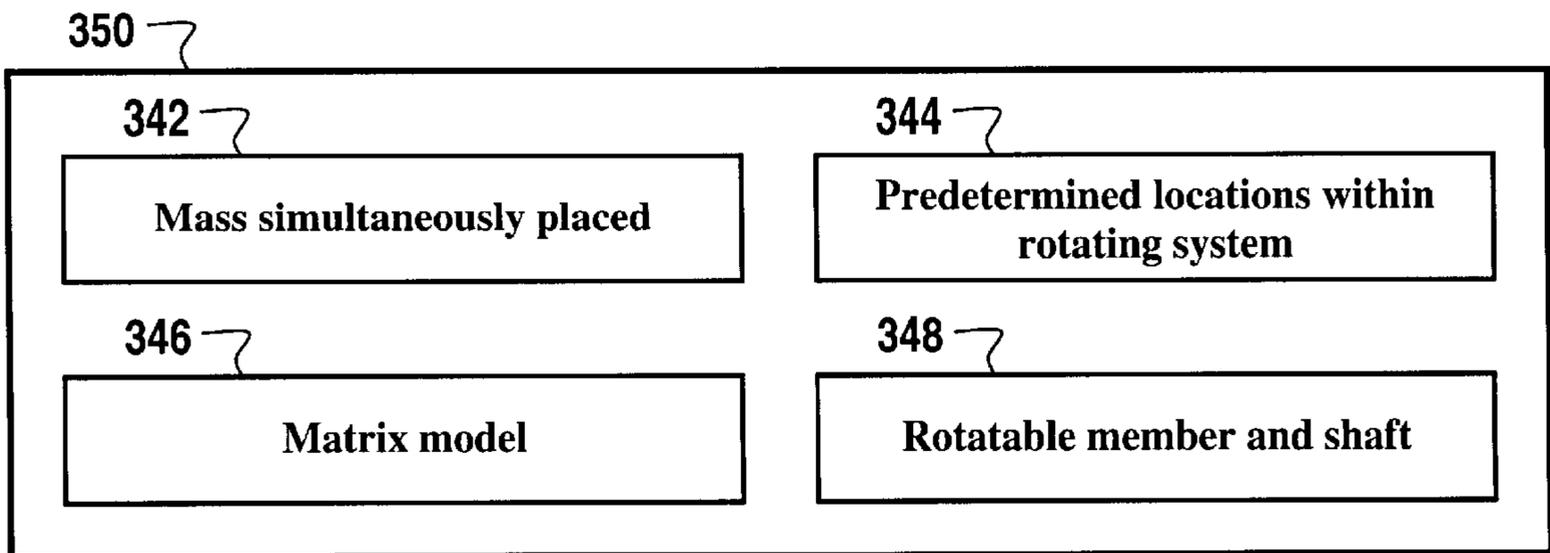 350
342
344
Mass simultaneously placed
Predetermined locations within
rotating system
346
348
Matrix model
Rotatable member and shaft